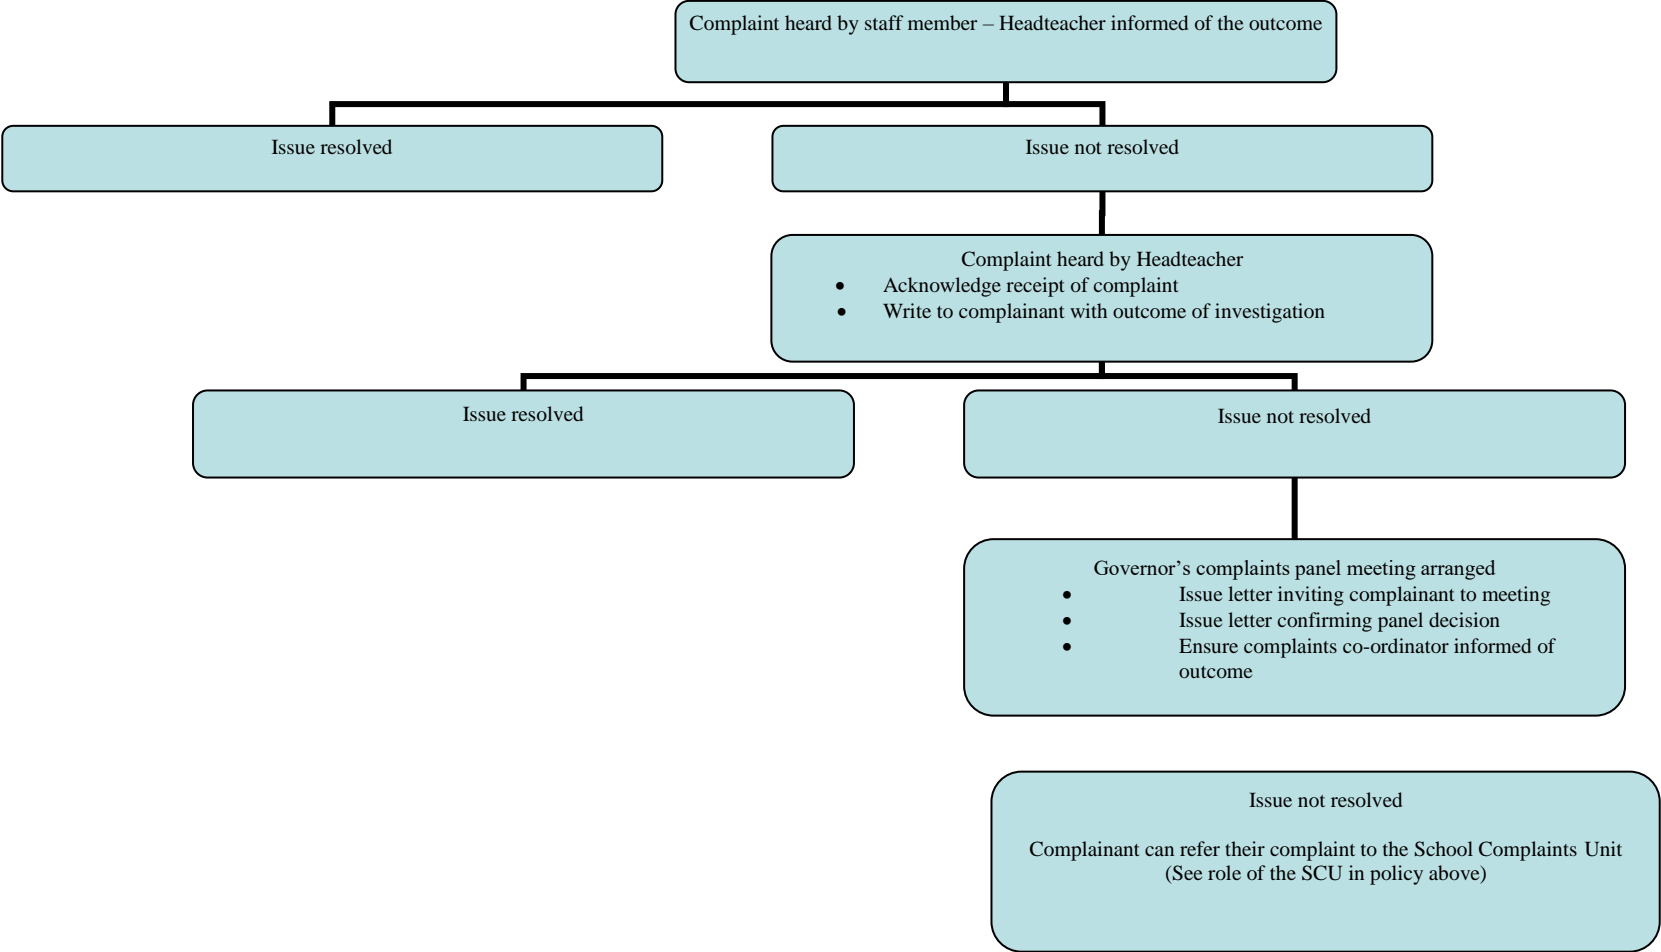 Complaint heard by staff member – Headteacher informed of the outcome
Issue resolved
Issue not resolved
Complaint heard by Headteacher
• Acknowledge receipt of complaint
• Write to complainant with outcome of investigation
Issue resolved
Issue not resolved
Governor’s complaints panel meeting arranged
• Issue letter inviting complainant to meeting
• Issue letter confirming panel decision
• Ensure complaints co-ordinator informed of
outcome
Issue not resolved
Complainant can refer their complaint to the School Complaints Unit
(See role of the SCU in policy above)